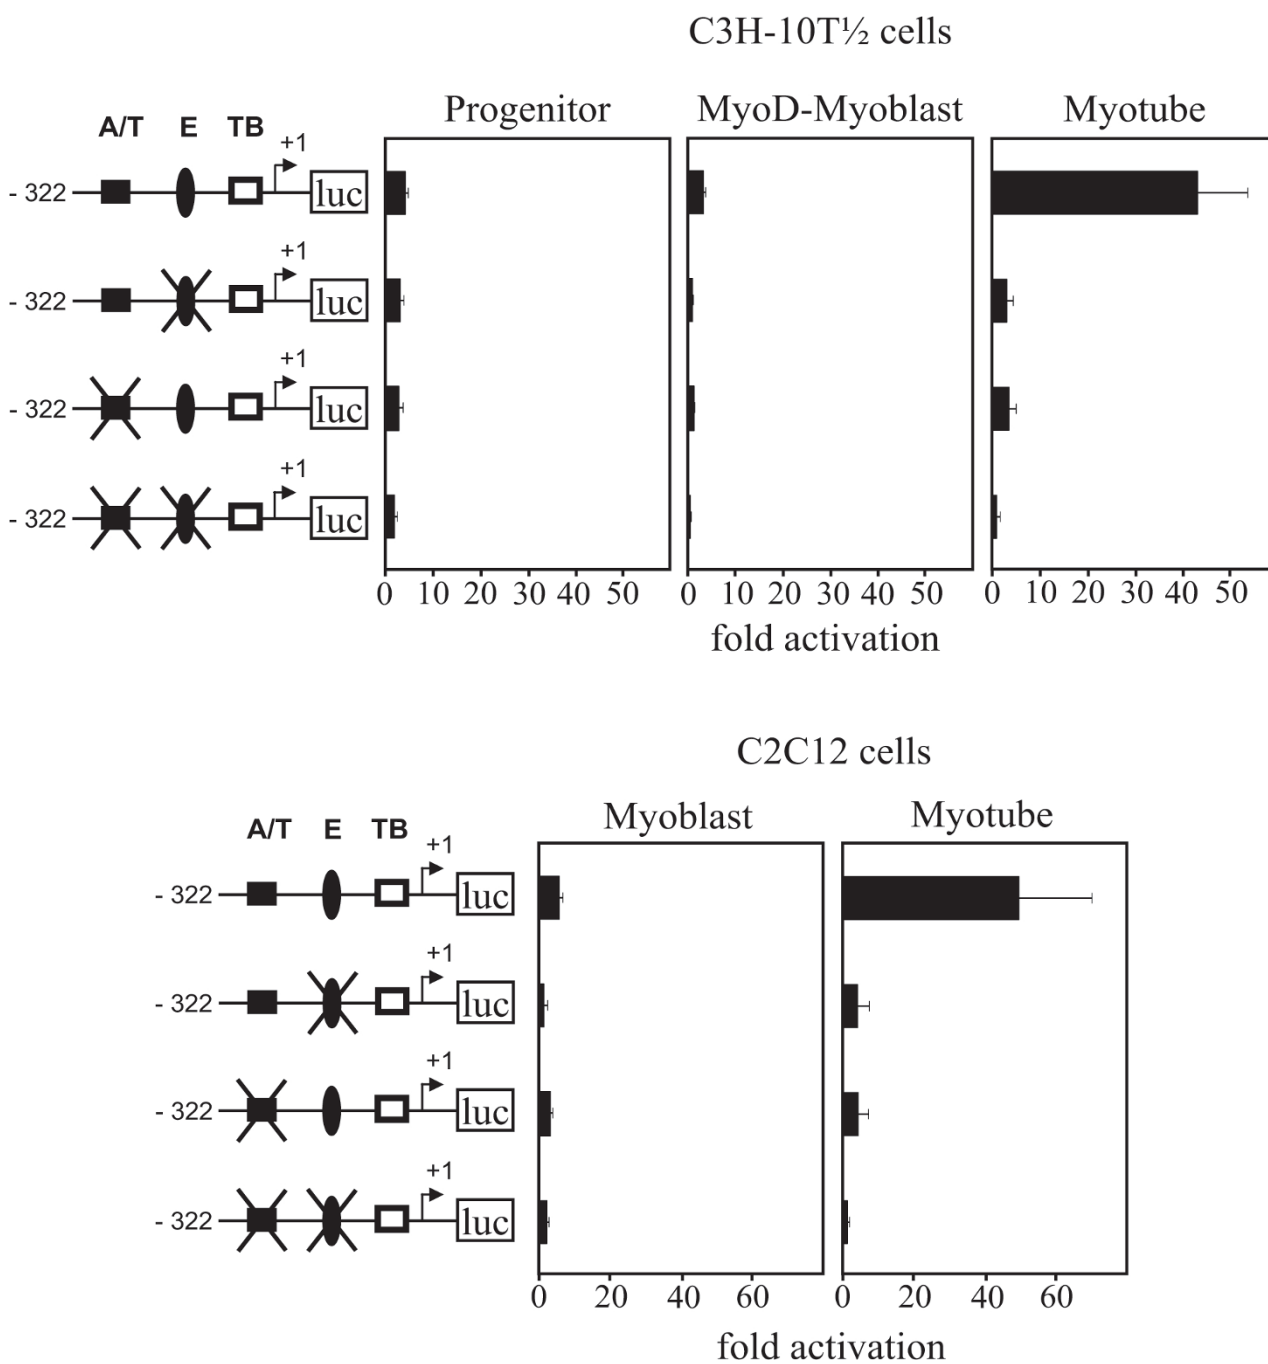 C3H-10T½ cells
Progenitor MyoD-Myoblast Myotube
A/T E TB +1
- 322 luc
+1
- 322 luc
+1
- 322 luc
+1
- 322 luc
0 10 20 30 40 50 0 10 20 30 40 50 0 10 20 30 40 50
fold activation
C2C12 cells
Myoblast Myotube
A/T E TB +1
- 322 luc
+1
- 322 luc
+1
- 322 luc
+1
- 322 luc
0 20 40 60 0 20 40 60
fold activation